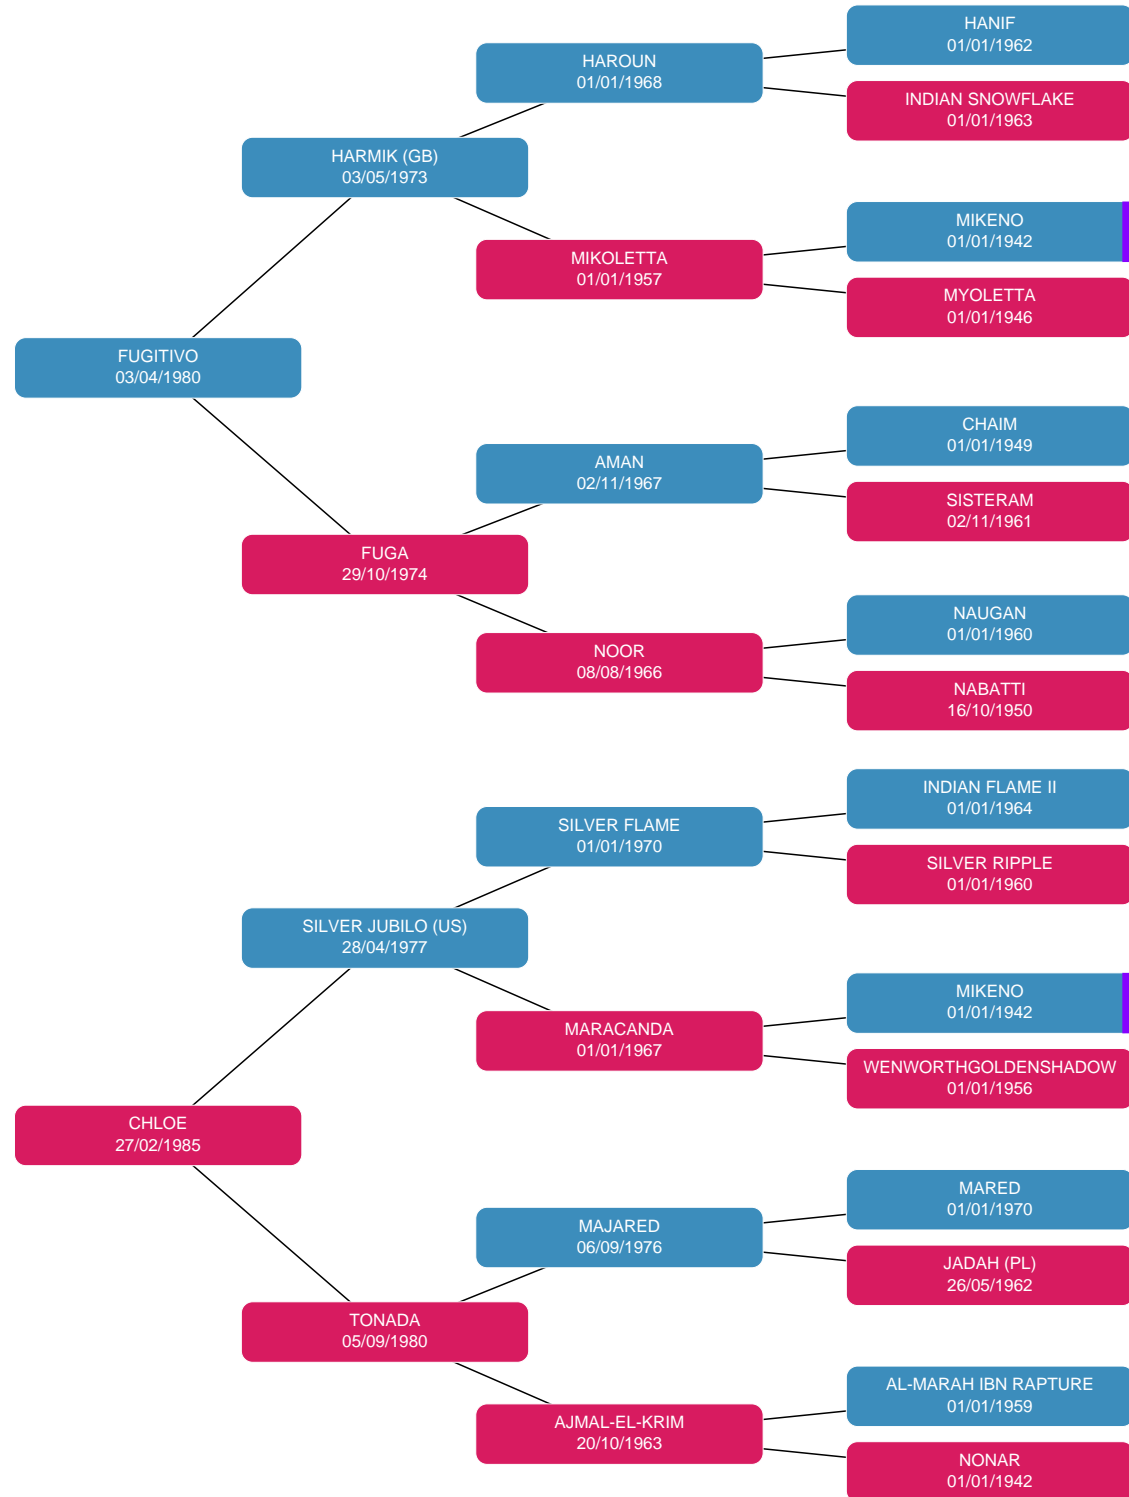 HANIF
01/01/1962
HAROUN
01/01/1968
INDIAN SNOWFLAKE
01/01/1963
HARMIK (GB)
03/05/1973
MIKENO
01/01/1942
MIKOLETTA
01/01/1957
MYOLETTA
01/01/1946
FUGITIVO
03/04/1980
CHAIM
01/01/1949
AMAN
02/11/1967
SISTERAM
02/11/1961
FUGA
29/10/1974
NAUGAN
01/01/1960
NOOR
08/08/1966
NABATTI
16/10/1950
INDIAN FLAME II
01/01/1964
SILVER FLAME
01/01/1970
SILVER RIPPLE
01/01/1960
SILVER JUBILO (US)
28/04/1977
MIKENO
01/01/1942
MARACANDA
01/01/1967
WENWORTHGOLDENSHADOW
01/01/1956
CHLOE
27/02/1985
MARED
01/01/1970
MAJARED
06/09/1976
JADAH (PL)
26/05/1962
TONADA
05/09/1980
AL-MARAH IBN RAPTURE
01/01/1959
AJMAL-EL-KRIM
20/10/1963
NONAR
01/01/1942